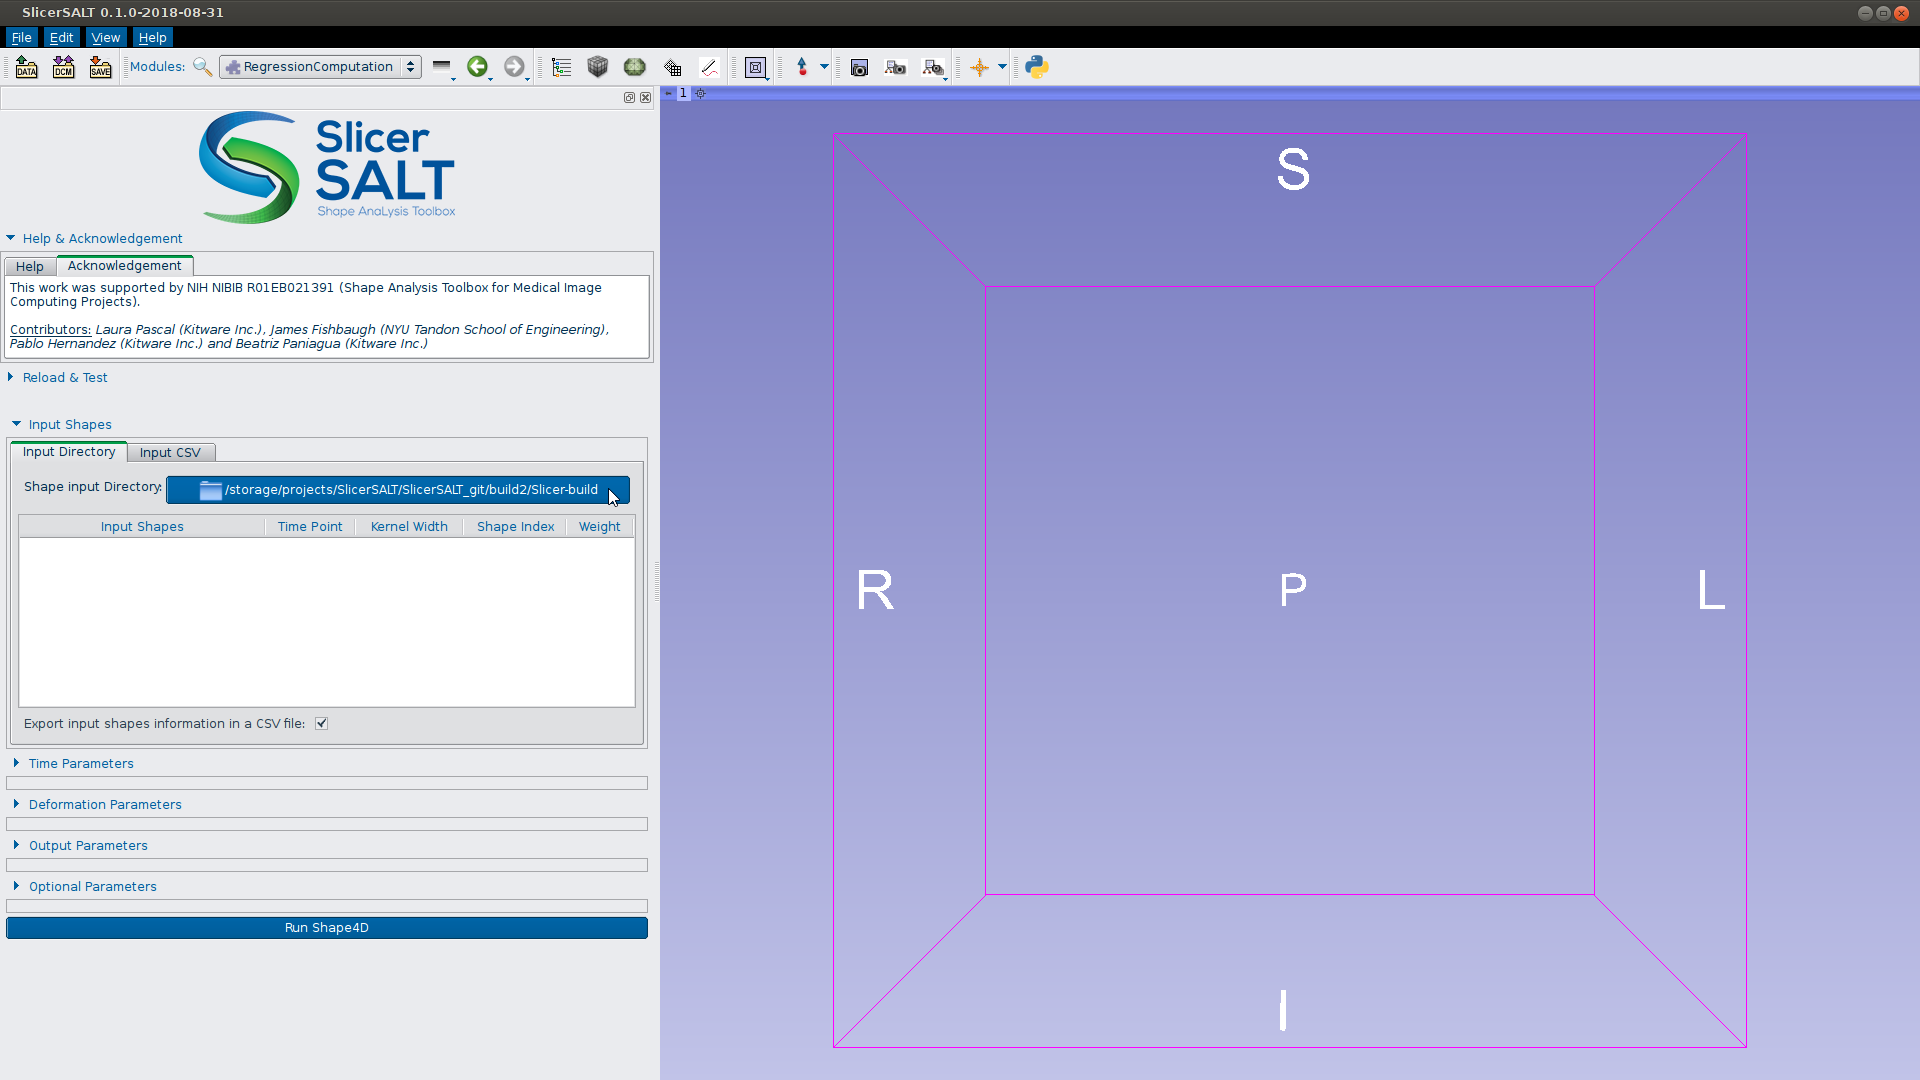 SlicerSALT 0.1.0-2018-08-31
File Edit View Help
DATA DCM SAVE Modules: RegressionComputation
1
Slicer
SALT
Shape AnaLysis Toolbox
Help & Acknowledgement
Help Acknowledgement
This work was supported by NIH NIBIB R01EB021391 (Shape Analysis Toolbox for Medical Image
Computing Projects).
Contributors: Laura Pascal (Kitware Inc.), James Fishbaugh (NYU Tandon School of Engineering),
Pablo Hernandez (Kitware Inc.) and Beatriz Paniagua (Kitware Inc.)
Reload & Test
Input Shapes
Input Directory Input CSV
Shape input Directory: /storage/projects/SlicerSALT/SlicerSALT_git/build2/Slicer-build
Input Shapes Time Point Kernel Width Shape Index Weight
Export input shapes information in a CSV file:
Time Parameters
Deformation Parameters
Output Parameters
Optional Parameters
Run Shape4D
S
R P L
I